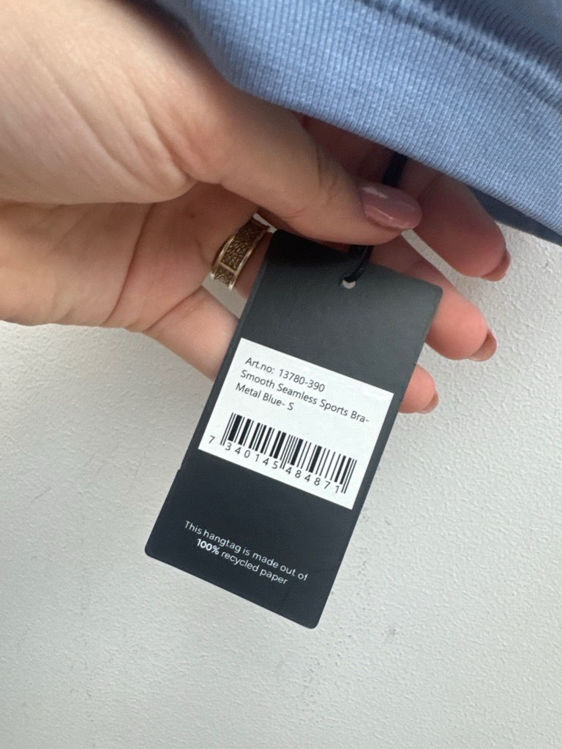 Art.no: 13780-390
Smooth Seamless Sports Bra-
Metal Blue- S
7 340145 484871
This hangtag is made out of
100% recycled paper